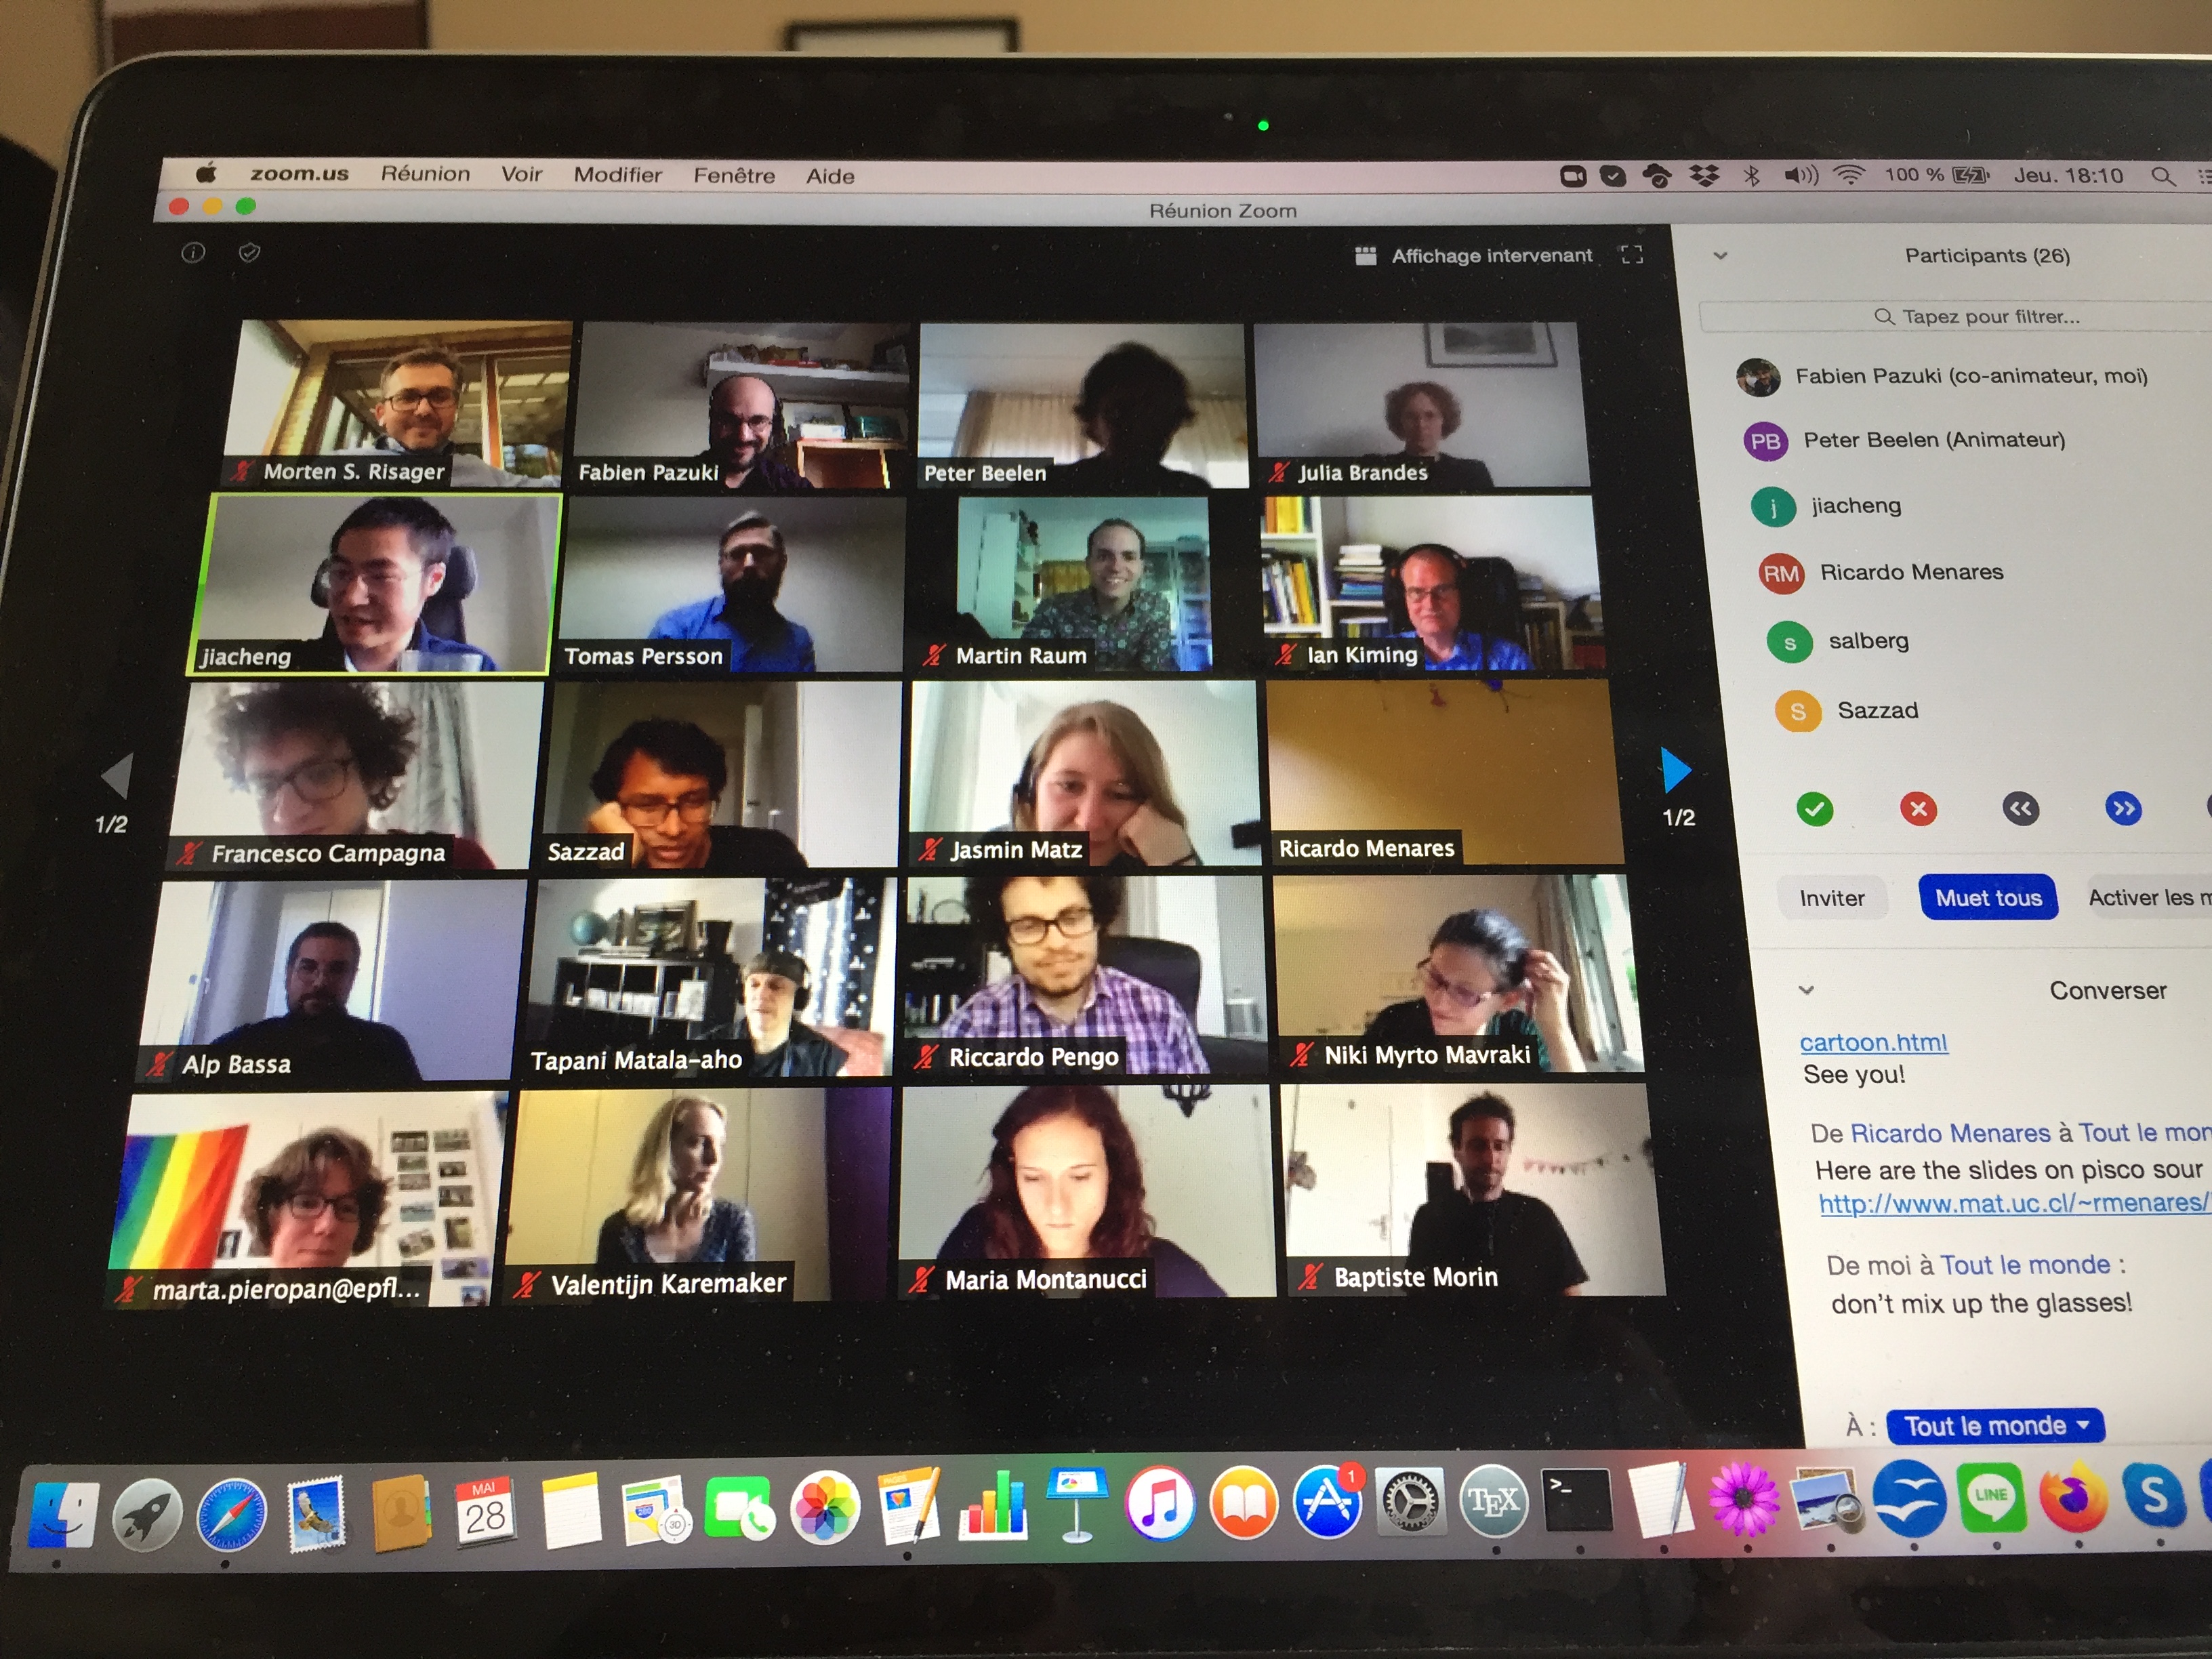 zoom.us Réunion Voir Modifier Fenêtre Aide 100 % Jeu. 18:10
Réunion Zoom
Affichage intervenant
Morten S. Risager
Fabien Pazuki
Peter Beelen
Julia Brandes
jiacheng
Tomas Persson
Martin Raum
Ian Kiming
Francesco Campagna
Sazzad
Jasmin Matz
Ricardo Menares
Alp Bassa
Tapani Matala-aho
Riccardo Pengo
Niki Myrto Mavraki
marta.pieropan@epfl...
Valentijn Karemaker
Maria Montanucci
Baptiste Morin
1/2
1/2
Participants (26)
Tapez pour filtrer...
Fabien Pazuki (co-animateur, moi)
PB Peter Beelen (Animateur)
j jiacheng
RM Ricardo Menares
s salberg
S Sazzad
Inviter Muet tous Activer les m
Converser
cartoon.html
See you!
De Ricardo Menares à Tout le mon
Here are the slides on pisco sour
http://www.mat.uc.cl/~rmenares/
De moi à Tout le monde :
don't mix up the glasses!
À : Tout le monde
MAI
28
PAGES
3D
1
TEX
>_
LINE
S